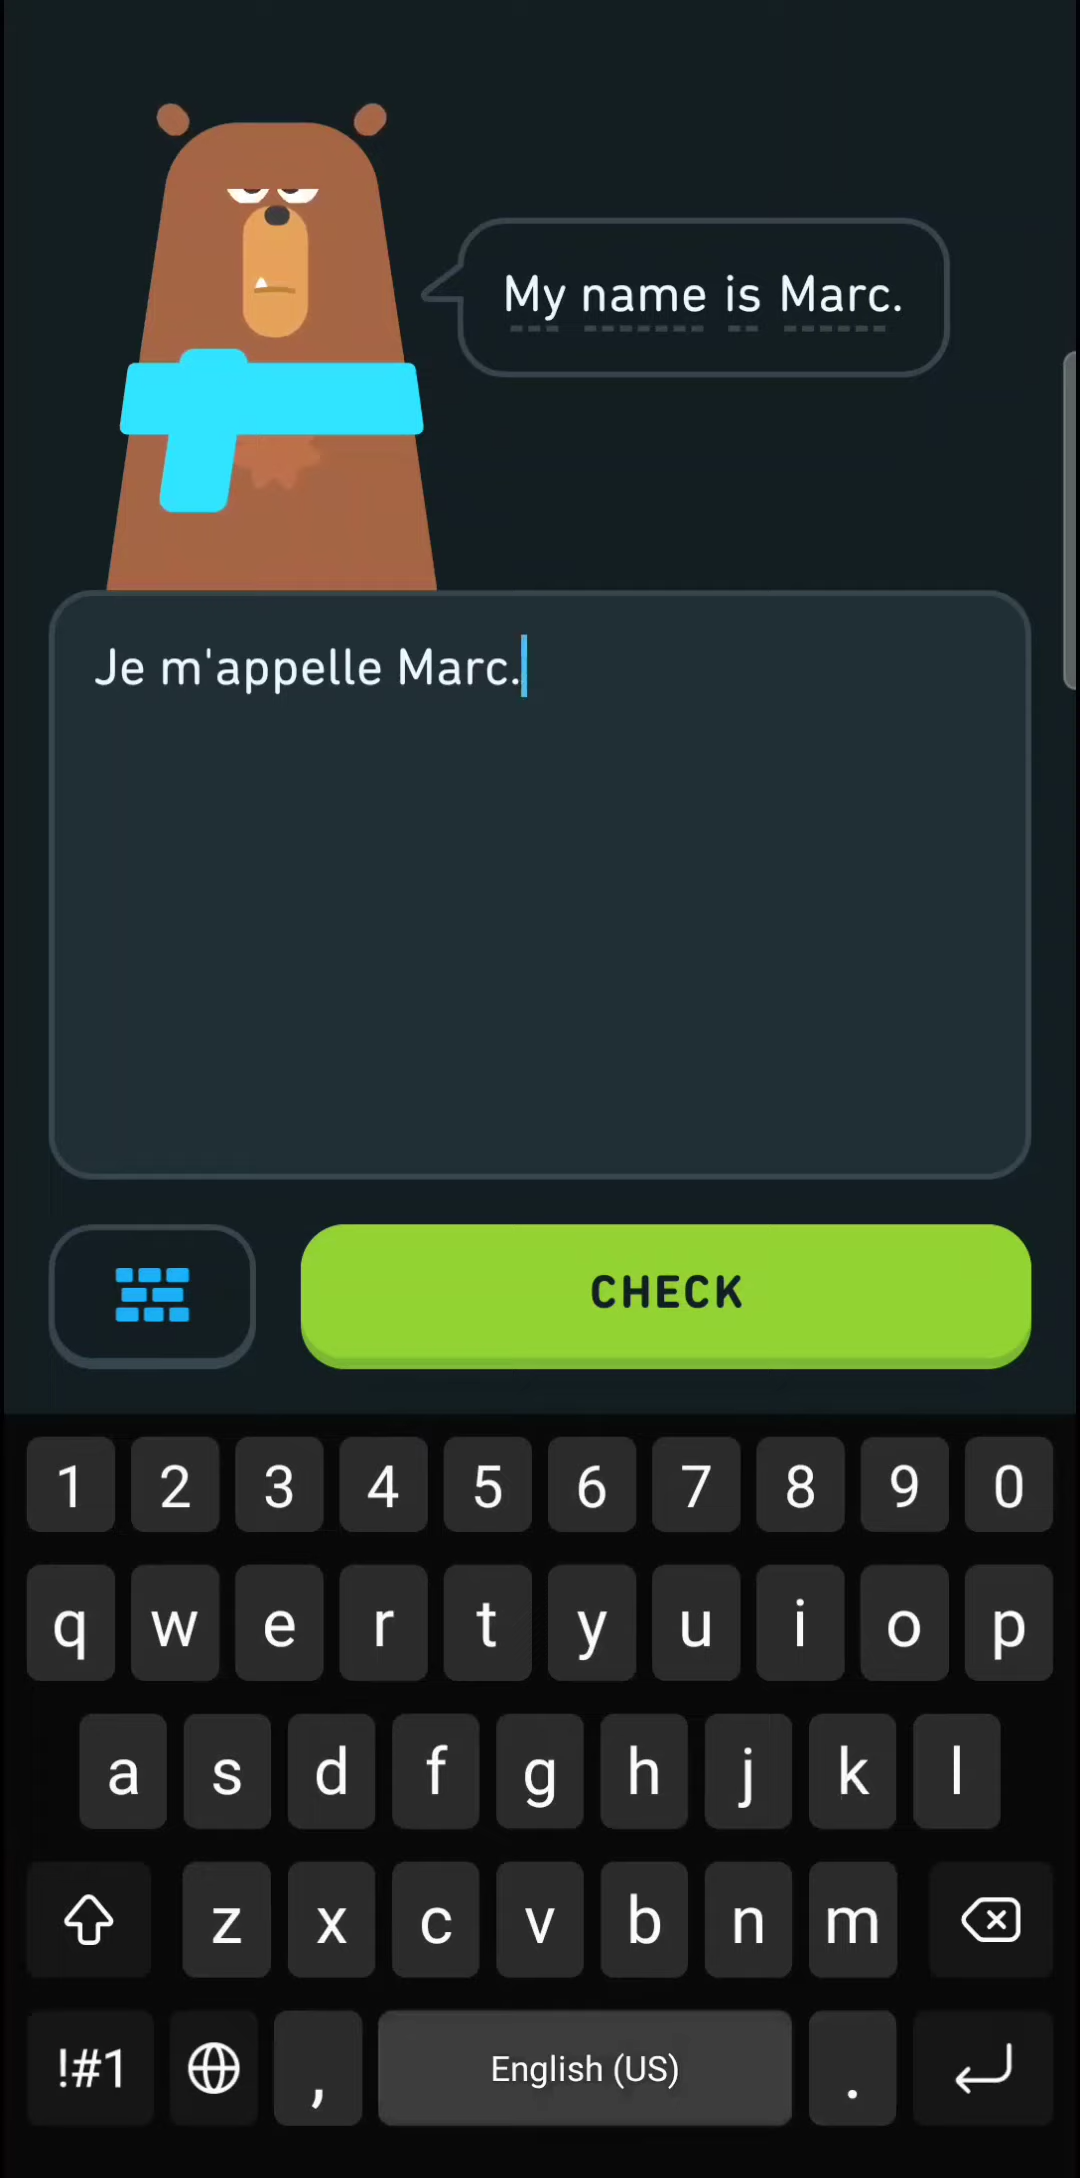 My name is Marc.
Je m'appelle Marc.
CHECK
1 2 3 4 5 6 7 8 9 0
q w e r t y u i o p
a s d f g h j k l
z x c v b n m
!#1 , English (US) .